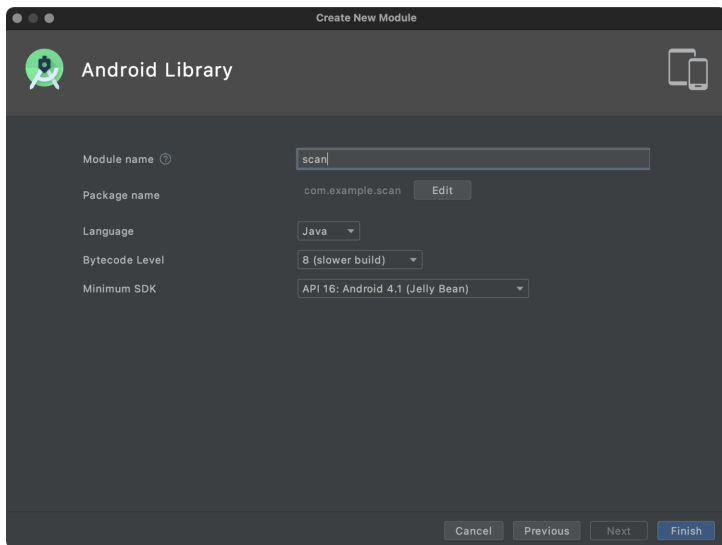 Create New Module
Android Library
Module name ?
scan
Package name
com.example.scan
Edit
Language
Java
Bytecode Level
8 (slower build)
Minimum SDK
API 16: Android 4.1 (Jelly Bean)
Cancel
Previous
Next
Finish